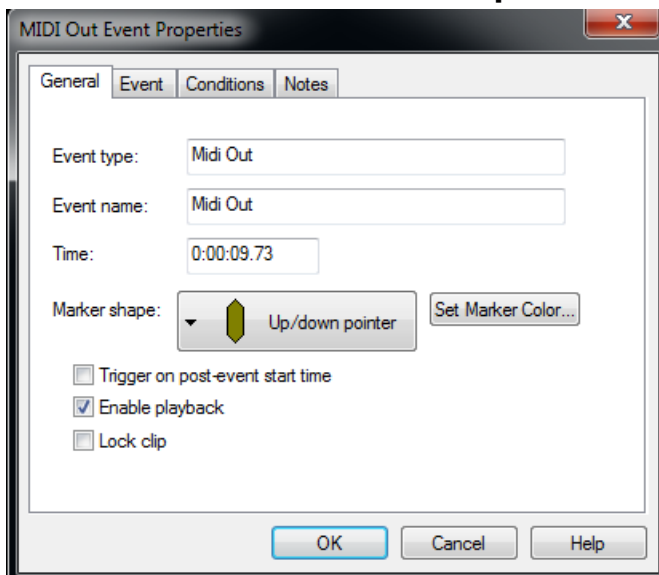 MIDI Out Event Properties
General Event Conditions Notes
Event type: Midi Out
Event name: Midi Out
Time: 0:00:09.73
Marker shape: Up/down pointer Set Marker Color...
Trigger on post-event start time
Enable playback
Lock clip
OK Cancel Help